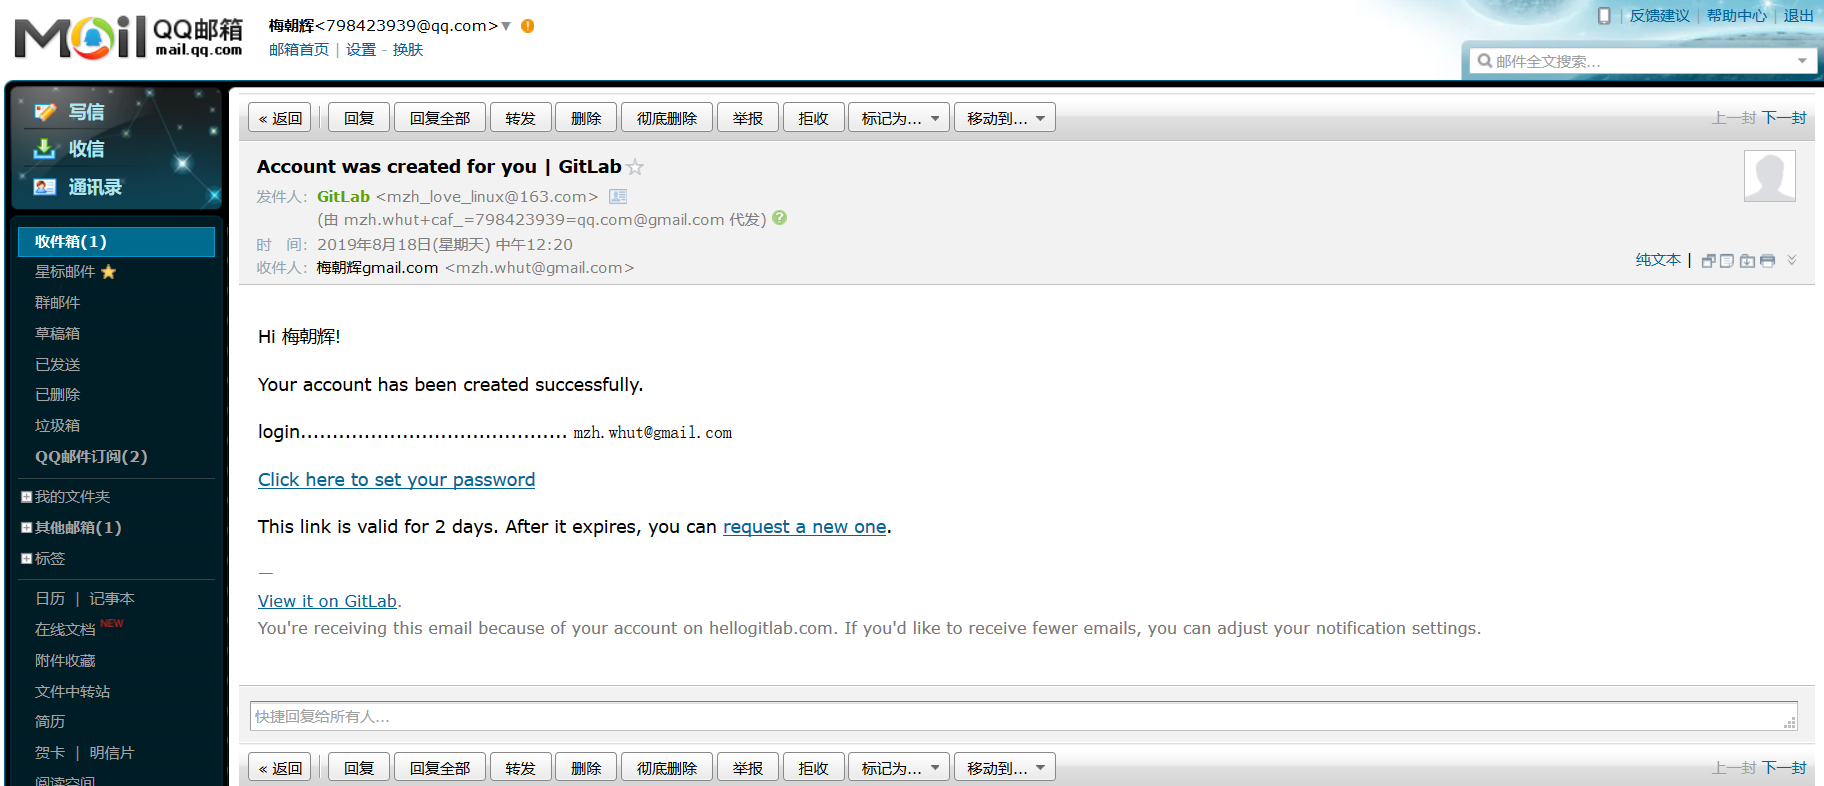 Mail QQ邮箱
mail.qq.com
梅朝辉<798423939@qq.com>
邮箱首页 | 设置 - 换肤
反馈建议 | 帮助中心 | 退出
邮件全文搜索...
写信
收信
通讯录
收件箱(1)
星标邮件
群邮件
草稿箱
已发送
已删除
垃圾箱
QQ邮件订阅(2)
我的文件夹
其他邮箱(1)
标签
日历 | 记事本
在线文档 NEW
附件收藏
文件中转站
简历
贺卡 | 明信片
阅读空间
« 返回 回复 回复全部 转发 删除 彻底删除 举报 拒收 标记为... 移动到... 上一封 下一封
Account was created for you | GitLab
发件人: GitLab <mzh_love_linux@163.com>
(由 mzh.whut+caf_=798423939=qq.com@gmail.com 代发)
时 间: 2019年8月18日(星期天) 中午12:20
收件人: 梅朝辉gmail.com <mzh.whut@gmail.com>
纯文本 |
Hi 梅朝辉!
Your account has been created successfully.
login.......................................... mzh.whut@gmail.com
Click here to set your password
This link is valid for 2 days. After it expires, you can request a new one.
—
View it on GitLab.
You're receiving this email because of your account on hellogitlab.com. If you'd like to receive fewer emails, you can adjust your notification settings.
快捷回复给所有人...
« 返回 回复 回复全部 转发 删除 彻底删除 举报 拒收 标记为... 移动到... 上一封 下一封